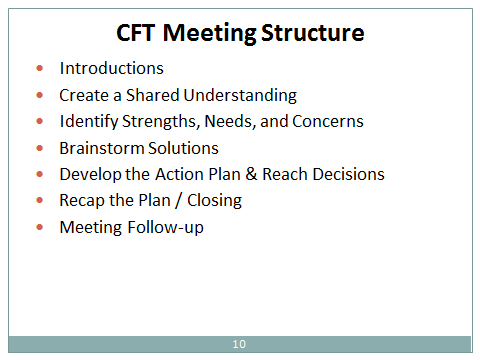 CFT Meeting Structure
• Introductions
• Create a Shared Understanding
• Identify Strengths, Needs, and Concerns
• Brainstorm Solutions
• Develop the Action Plan & Reach Decisions
• Recap the Plan / Closing
• Meeting Follow-up
10